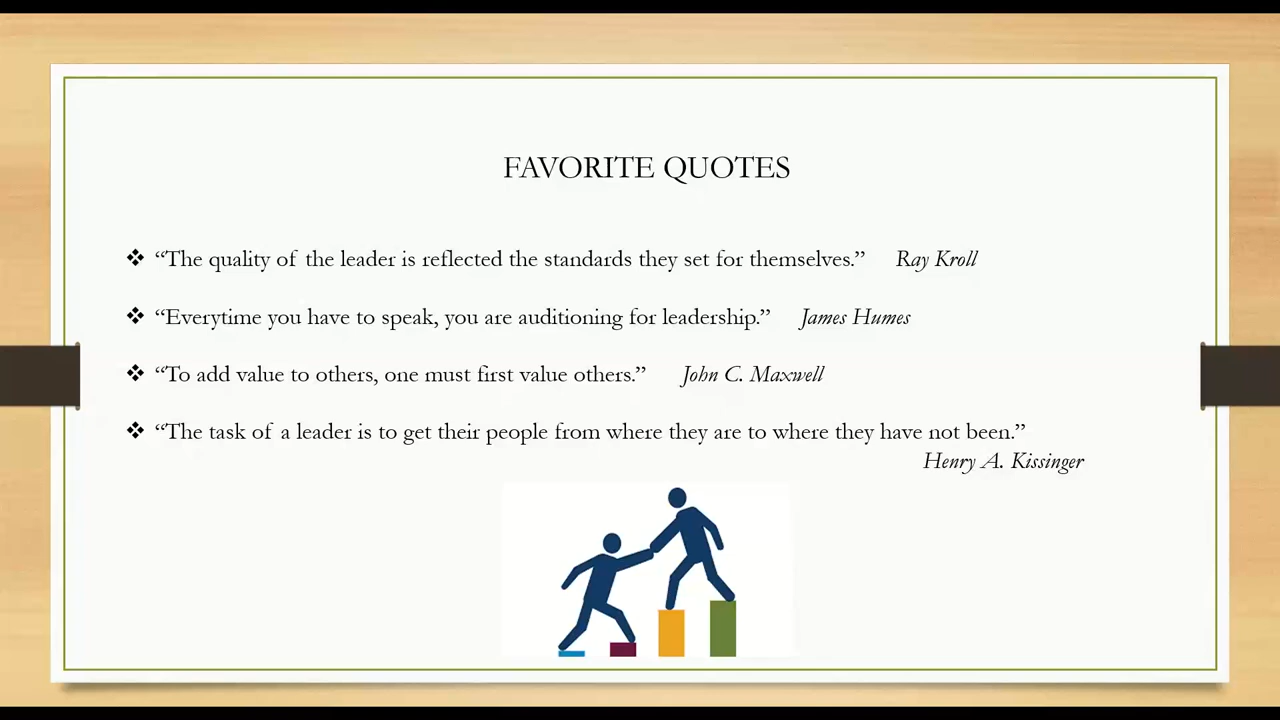 FAVORITE QUOTES
❖ “The quality of the leader is reflected the standards they set for themselves.” Ray Kroll
❖ “Everytime you have to speak, you are auditioning for leadership.” James Humes
❖ “To add value to others, one must first value others.” John C. Maxwell
❖ “The task of a leader is to get their people from where they are to where they have not been.”
Henry A. Kissinger